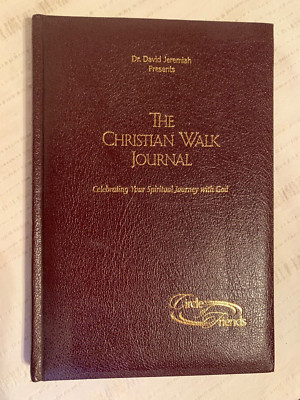 Dr. David Jeremiah
Presents
THE
CHRISTIAN WALK
JOURNAL
Celebrating Your Spiritual Journey with God
Circle
Friends